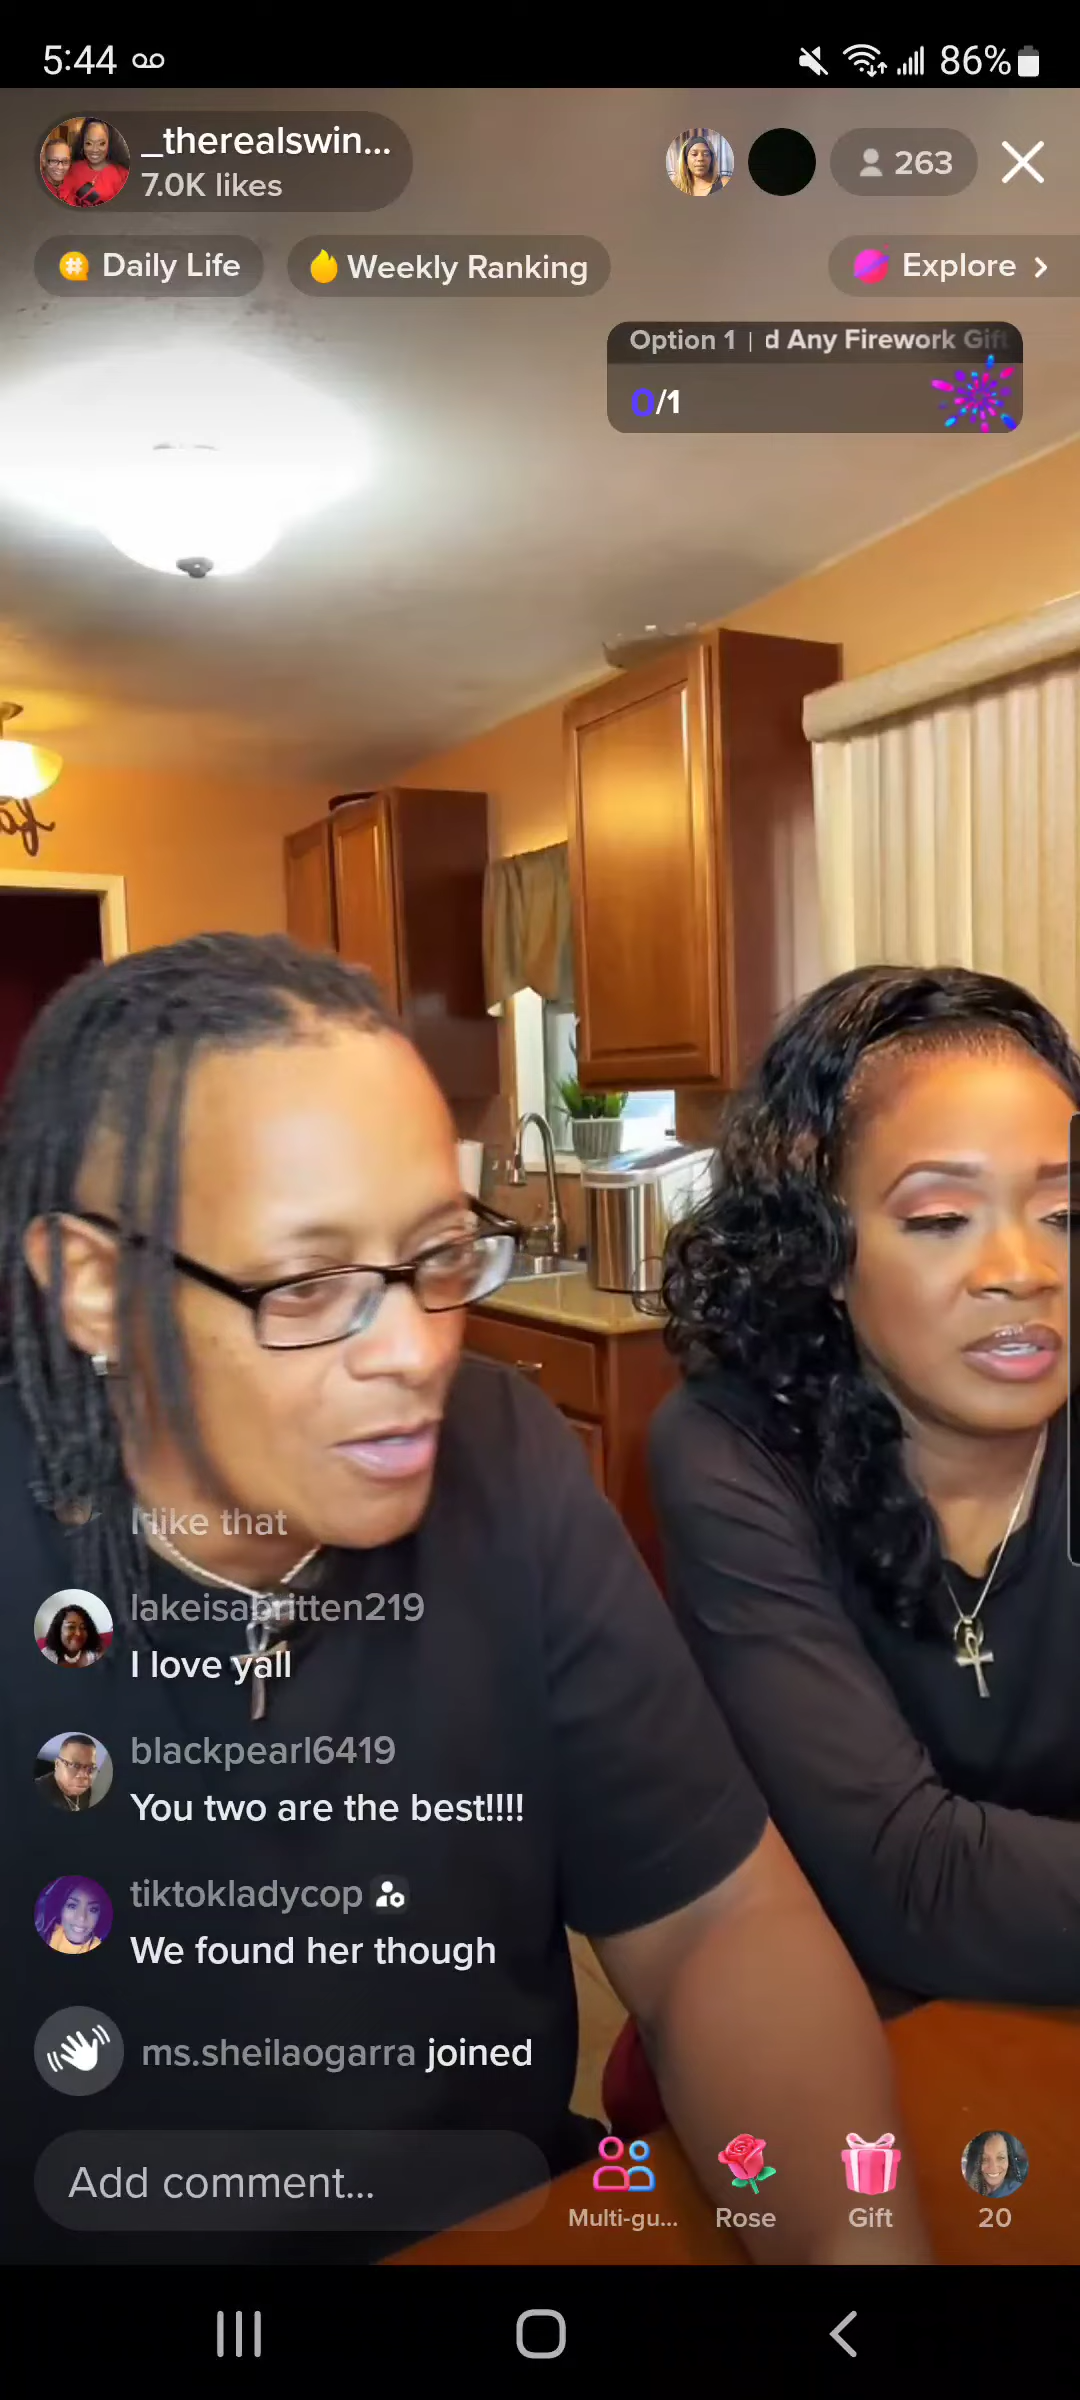 5:44
86%
_therealswin...
7.0K likes
263
Daily Life
Weekly Ranking
Explore
Option 1 | d Any Firework Gift
0/1
I like that
lakeisabritten219
I love yall
blackpearl6419
You two are the best!!!!
tiktokladycop
We found her though
ms.sheilaogarra joined
Add comment...
Multi-gu...
Rose
Gift
20